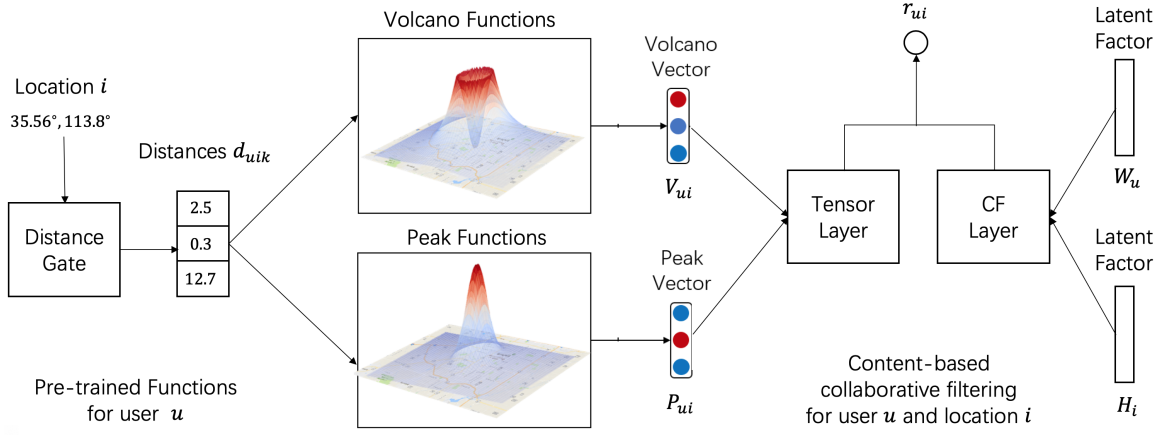 Location i
35.56°, 113.8°
Distance
Gate
Distances d_uik
2.5
0.3
12.7
Pre-trained Functions
for user u
Volcano Functions
Peak Functions
Volcano
Vector
V_ui
Peak
Vector
P_ui
r_ui
Tensor
Layer
CF
Layer
Latent
Factor
W_u
Latent
Factor
H_i
Content-based
collaborative filtering
for user u and location i